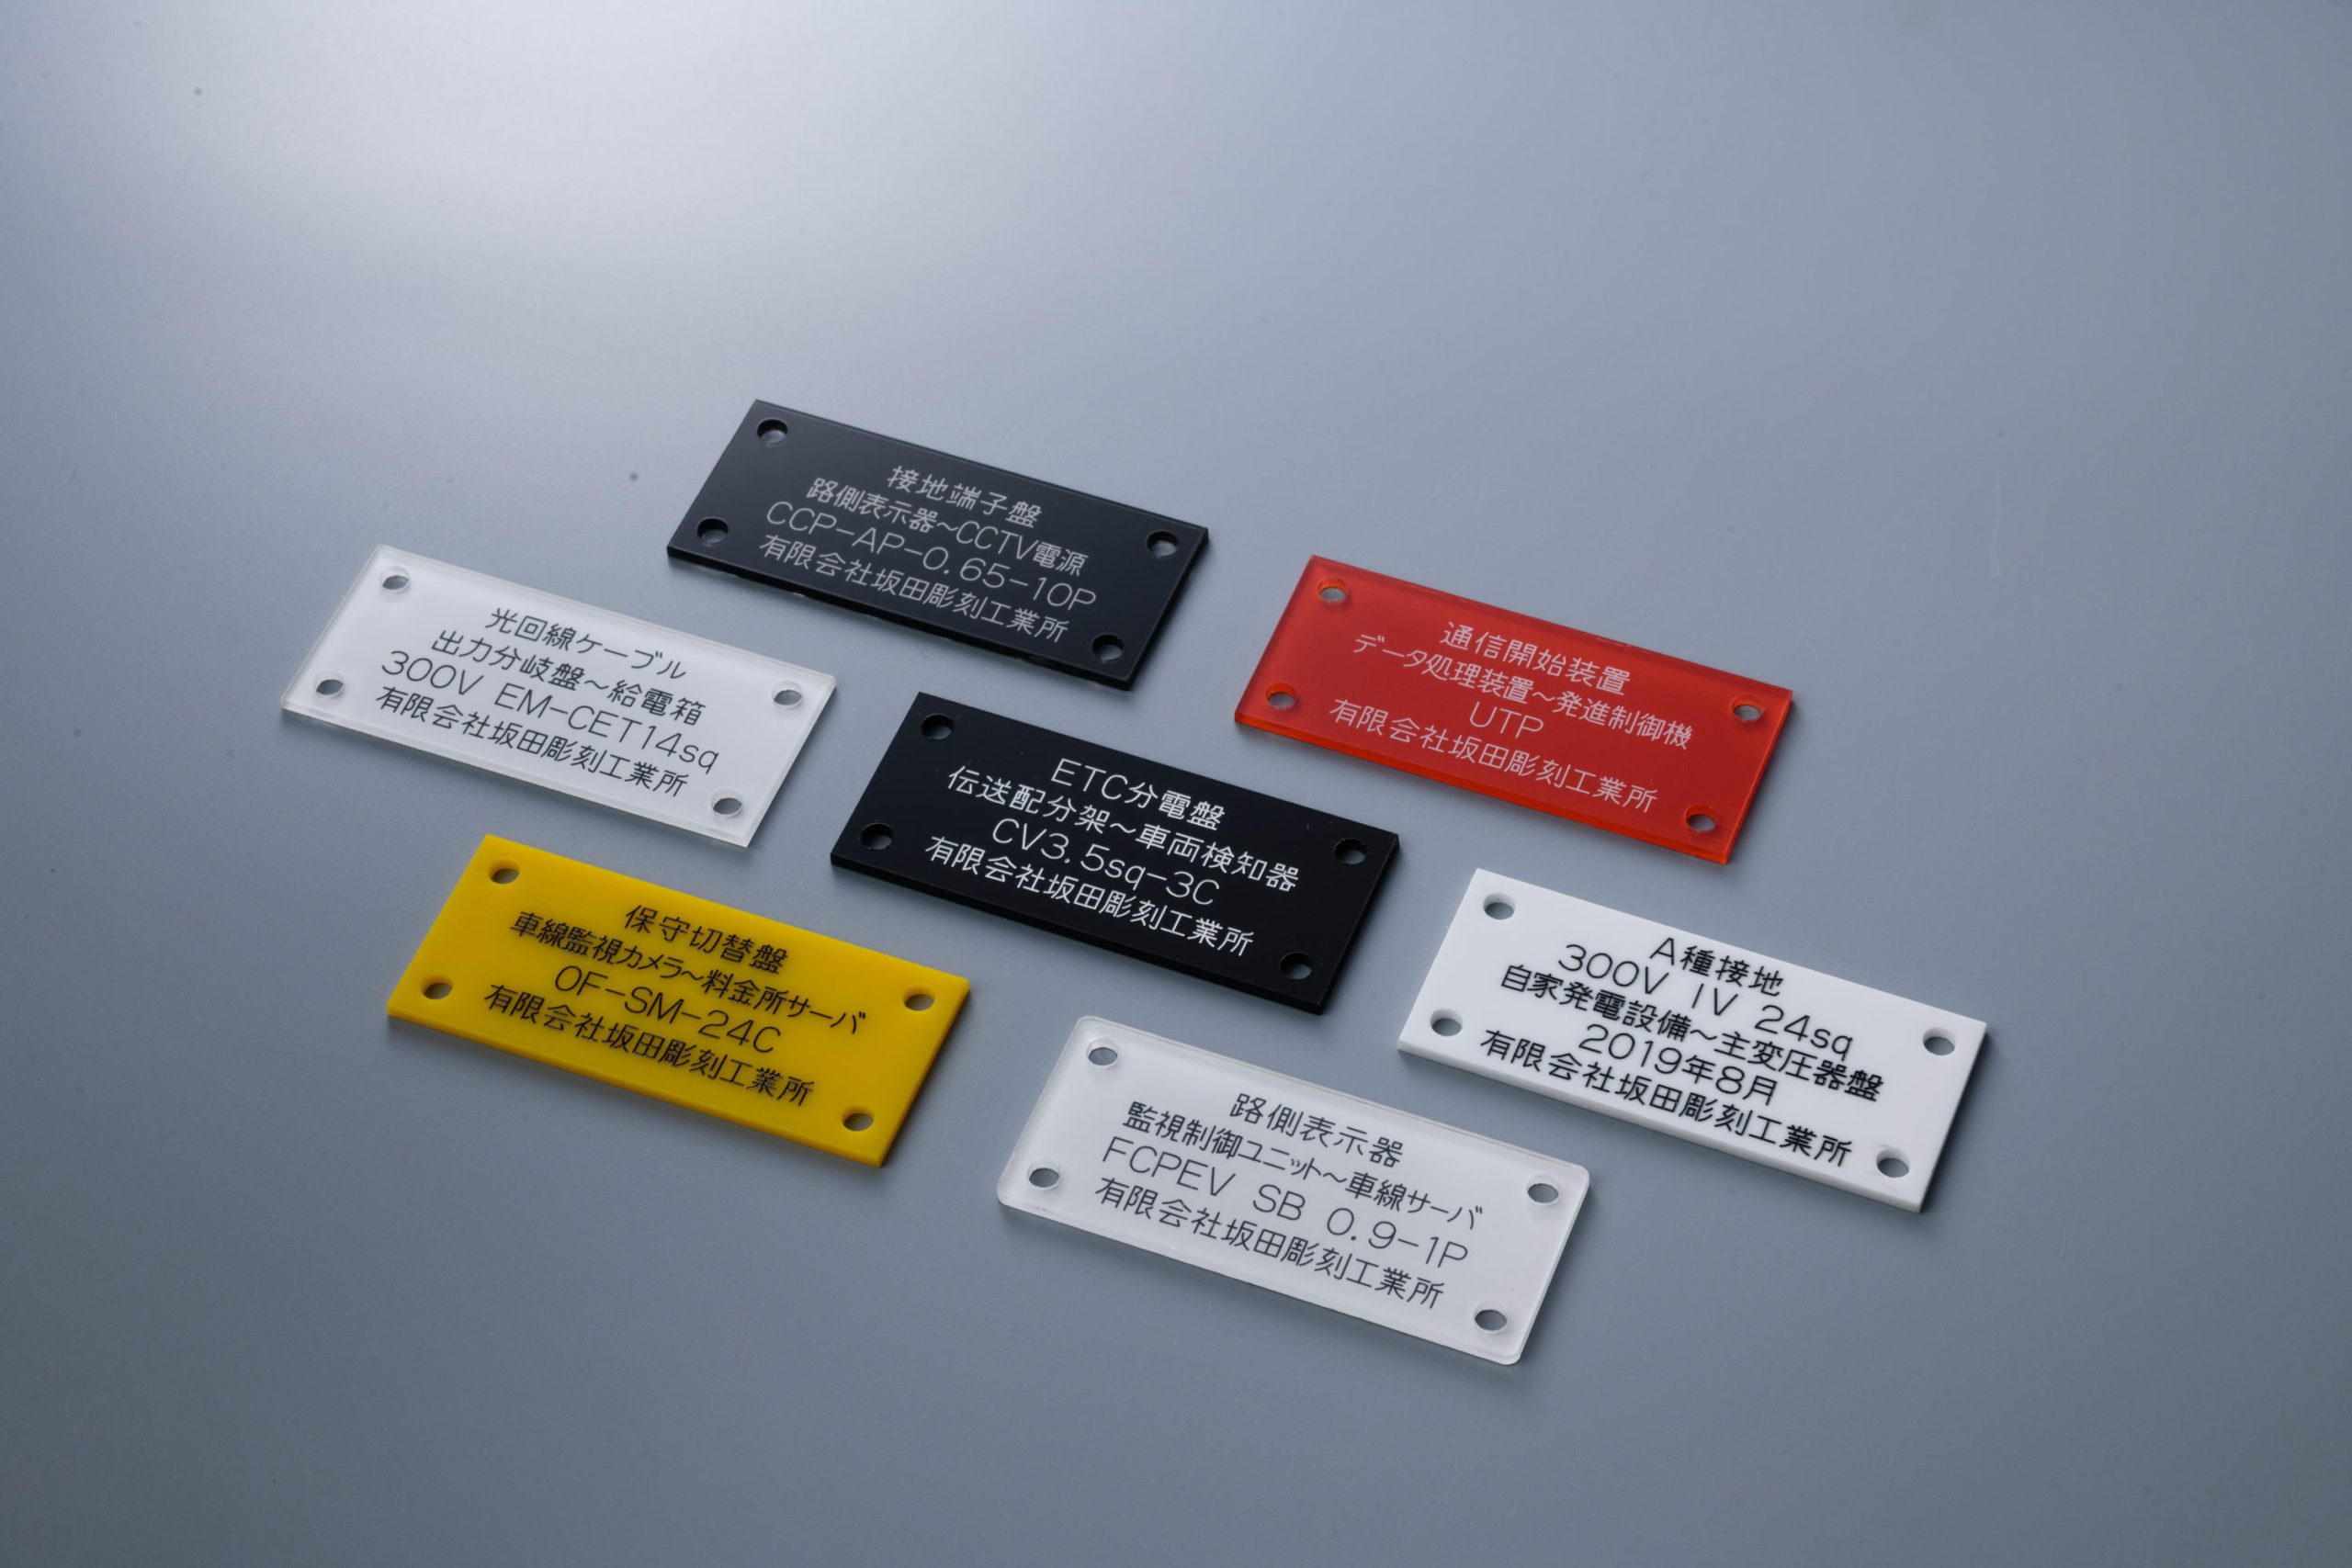 接地端子盤
路側表示器～CCTV電源
CCP-AP-0.65-10P
有限会社坂田彫刻工業所
光回線ケーブル
出力分岐盤～給電箱
300V EM-CET14sq
有限会社坂田彫刻工業所
通信開始装置
データ処理装置～発進制御機
UTP
有限会社坂田彫刻工業所
ETC分電盤
伝送配分架～車両検知器
CV3.5sq-3C
有限会社坂田彫刻工業所
保守切替盤
車線監視カメラ～料金所サーバ
OF-SM-24C
有限会社坂田彫刻工業所
A種接地
300V IV 24sq
自家発電設備～主変圧器盤
2019年8月
有限会社坂田彫刻工業所
路側表示器
監視制御ユニット～車線サーバ
FCPEV SB 0.9-1P
有限会社坂田彫刻工業所